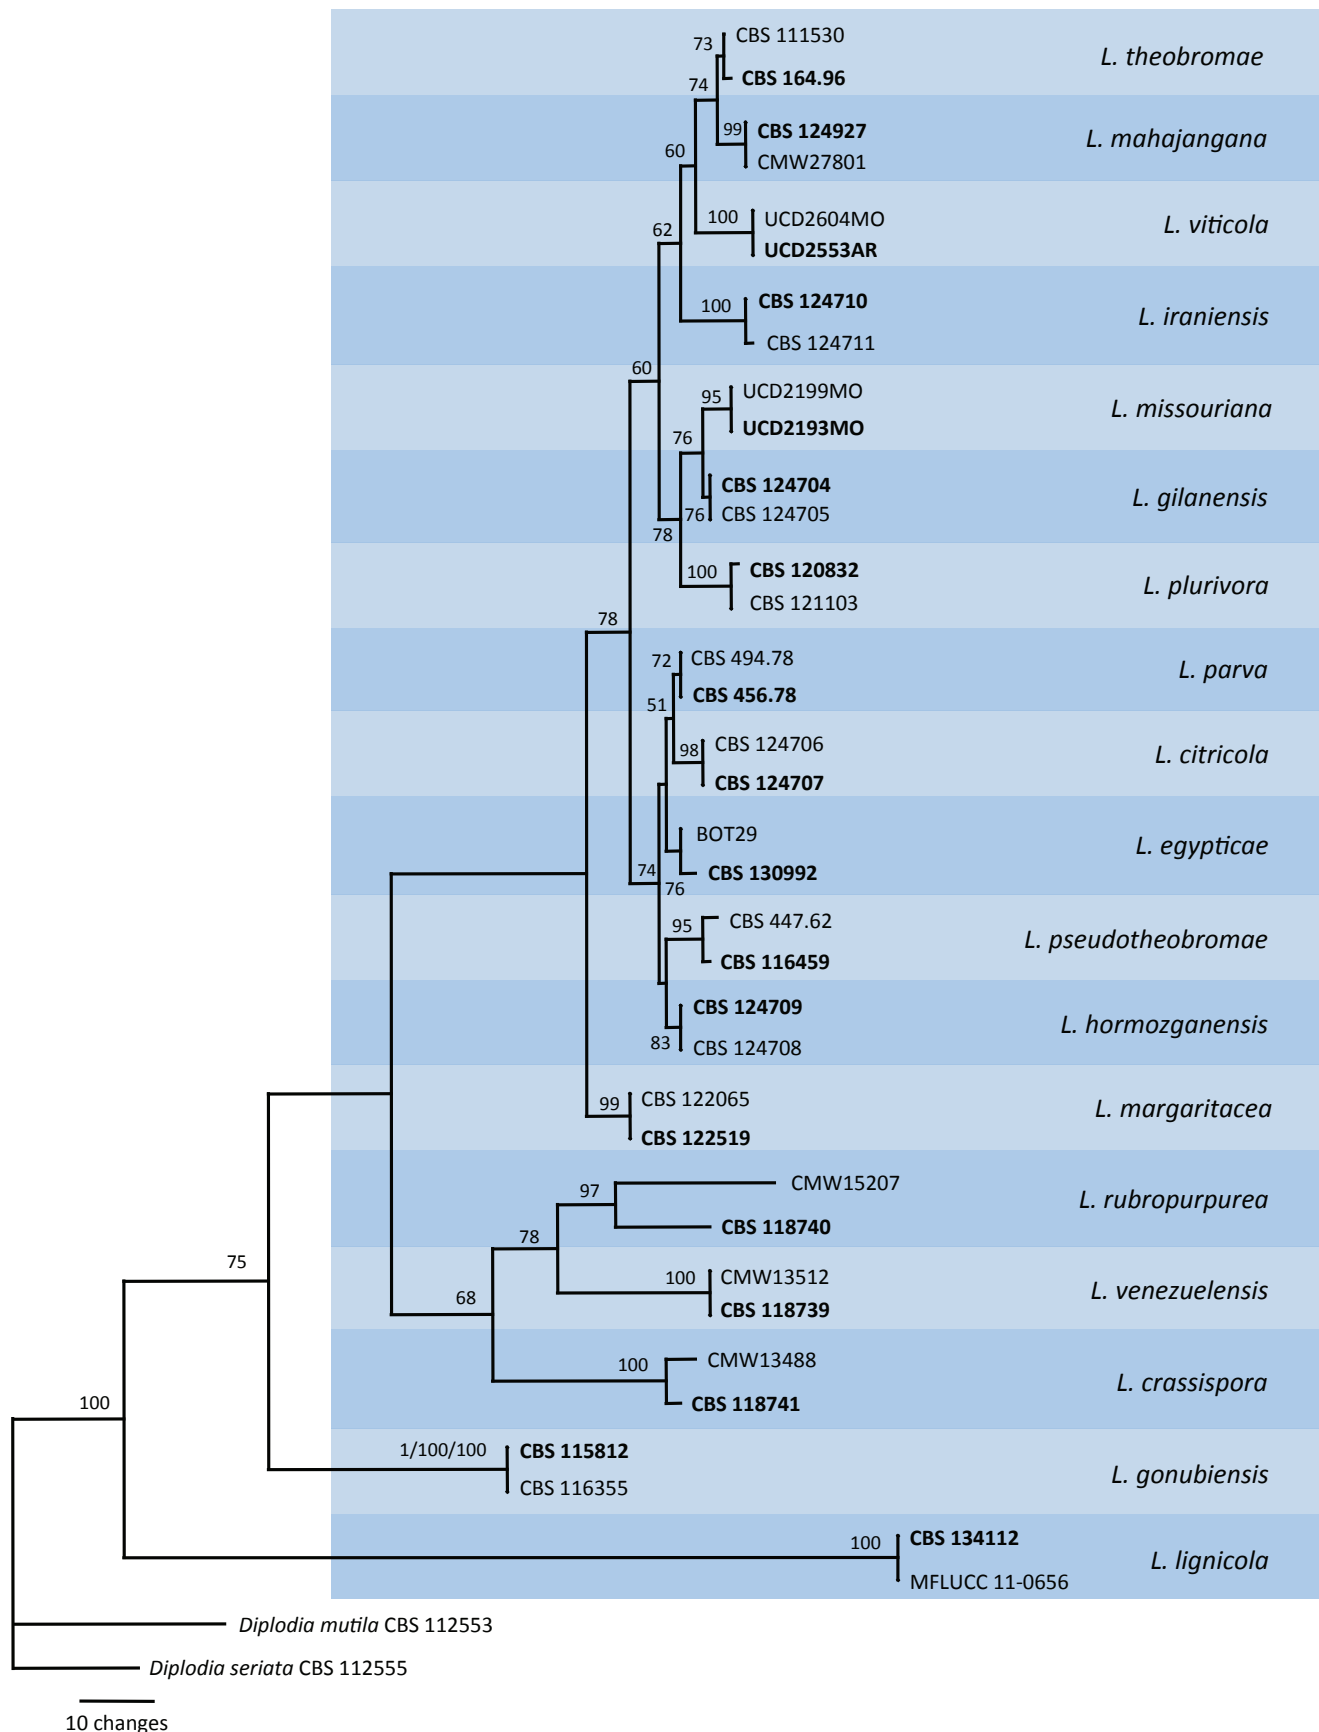 CBS 111530
73
L. theobromae
CBS 164.96
74
99
CBS 124927
L. mahajangana
CMW27801
60
100
UCD2604MO
L. viticola
62
UCD2553AR
CBS 124710
100
L. iraniensis
CBS 124711
60
UCD2199MO
95
L. missouriana
UCD2193MO
76
CBS 124704
L. gilanensis
76
CBS 124705
78
CBS 120832
100
L. plurivora
CBS 121103
78
CBS 494.78
72
L. parva
CBS 456.78
51
CBS 124706
98
L. citricola
CBS 124707
BOT29
L. egypticae
74
CBS 130992
76
CBS 447.62
95
L. pseudotheobromae
CBS 116459
CBS 124709
L. hormozganensis
83
CBS 124708
99
CBS 122065
L. margaritacea
CBS 122519
97
CMW15207
L. rubropurpurea
CBS 118740
78
75
100
CMW13512
L. venezuelensis
68
CBS 118739
100
CMW13488
L. crassispora
100
CBS 118741
1/100/100
CBS 115812
L. gonubiensis
CBS 116355
100
CBS 134112
L. lignicola
MFLUCC 11-0656
Diplodia mutila CBS 112553
Diplodia seriata CBS 112555
10 changes